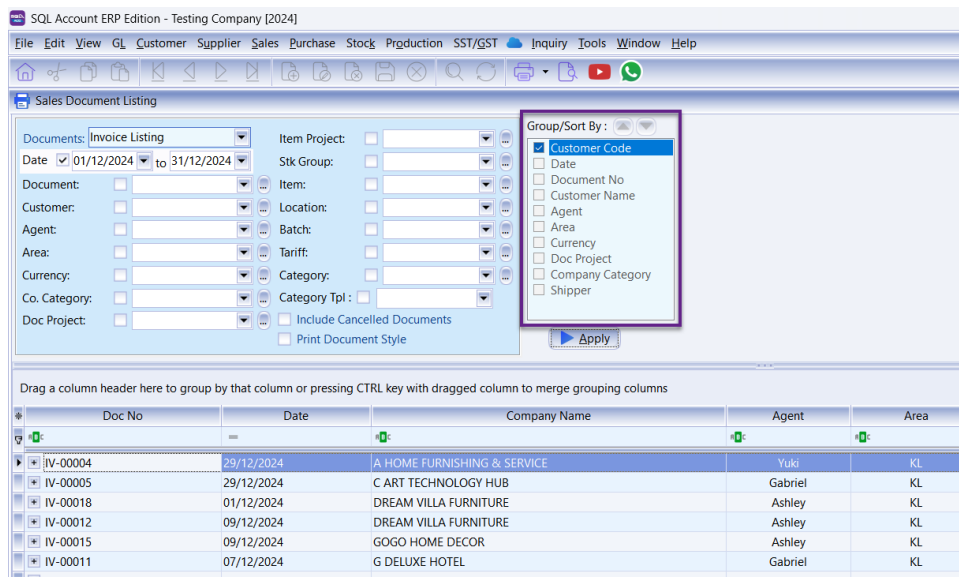 SQL Account ERP Edition - Testing Company [2024]
File Edit View GL Customer Supplier Sales Purchase Stock Production SST/GST Inquiry Tools Window Help
Sales Document Listing
Documents: Invoice Listing
Date 01/12/2024 to 31/12/2024
Document:
Customer:
Agent:
Area:
Currency:
Co. Category:
Doc Project:
Item Project:
Stk Group:
Item:
Location:
Batch:
Tariff:
Category:
Category Tpl :
Include Cancelled Documents
Print Document Style
Group/Sort By :
Customer Code
Date
Document No
Customer Name
Agent
Area
Currency
Doc Project
Company Category
Shipper
Apply
Drag a column header here to group by that column or pressing CTRL key with dragged column to merge grouping columns
Doc No Date Company Name Agent Area
IV-00004 29/12/2024 A HOME FURNISHING & SERVICE Yuki KL
IV-00005 29/12/2024 C ART TECHNOLOGY HUB Gabriel KL
IV-00018 01/12/2024 DREAM VILLA FURNITURE Ashley KL
IV-00012 09/12/2024 DREAM VILLA FURNITURE Ashley KL
IV-00015 09/12/2024 GOGO HOME DECOR Ashley KL
IV-00011 07/12/2024 G DELUXE HOTEL Gabriel KL